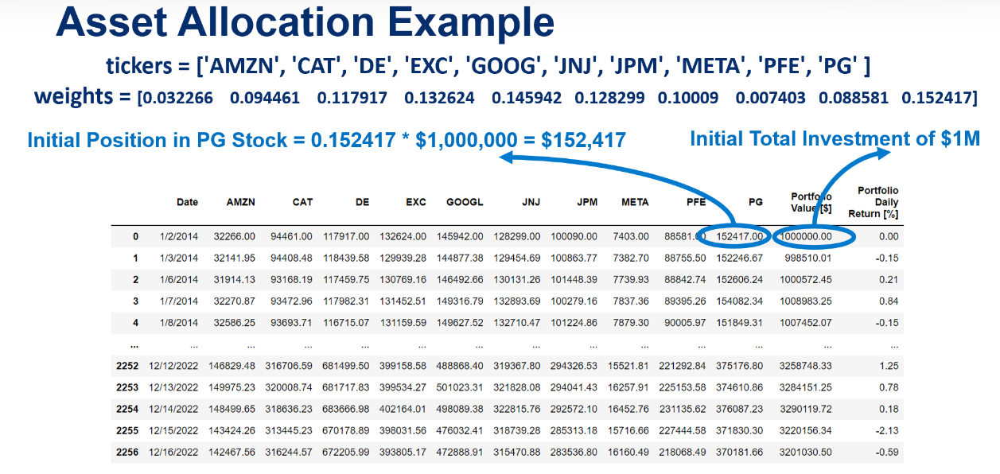 Asset Allocation Example
tickers = ['AMZN', 'CAT', 'DE', 'EXC', 'GOOG', 'JNJ', 'JPM', 'META', 'PFE', 'PG' ]
weights = [0.032266 0.094461 0.117917 0.132624 0.145942 0.128299 0.10009 0.007403 0.088581 0.152417]
Initial Position in PG Stock = 0.152417 * $1,000,000 = $152,417
Initial Total Investment of $1M
Date AMZN CAT DE EXC GOOGL JNJ JPM META PFE PG Portfolio Value [$] Portfolio Daily Return [%]
0 1/2/2014 32266.00 94461.00 117917.00 132624.00 145942.00 128299.00 100090.00 7403.00 88581.00 152417.00 1000000.00 0.00
1 1/3/2014 32141.95 94408.48 118439.58 129939.28 144877.38 129454.69 100863.77 7382.70 88755.50 152246.67 998510.01 -0.15
2 1/6/2014 31914.13 93168.19 117459.75 130769.16 146492.66 130131.26 101448.39 7739.93 88842.74 152606.24 1000572.45 0.21
3 1/7/2014 32270.87 93472.96 117982.31 131452.51 149316.79 132893.69 100279.16 7837.36 89395.26 154082.34 1008983.25 0.84
4 1/8/2014 32586.25 93693.71 116715.07 131159.59 149627.52 132710.47 101224.86 7879.30 90005.97 151849.31 1007452.07 -0.15
... ... ... ... ... ... ... ... ... ... ... ... ... ...
2252 12/12/2022 146829.48 316706.59 681499.50 399158.58 488868.40 319367.80 294326.53 15521.81 221292.84 375176.80 3258748.33 1.25
2253 12/13/2022 149975.23 320008.74 681717.83 399534.27 501023.31 321828.08 294041.43 16257.91 225153.58 374610.86 3284151.25 0.78
2254 12/14/2022 148499.65 318636.23 683666.98 402164.01 498089.38 322815.76 292572.10 16452.76 231135.62 376087.23 3290119.72 0.18
2255 12/15/2022 143424.26 313445.23 670178.89 398031.56 476032.41 318739.28 285313.18 15716.66 227444.58 371830.30 3220156.34 -2.13
2256 12/16/2022 142467.56 316244.57 672205.99 393805.17 472888.91 315470.88 283536.80 16160.49 218068.49 370181.66 3201030.50 -0.59